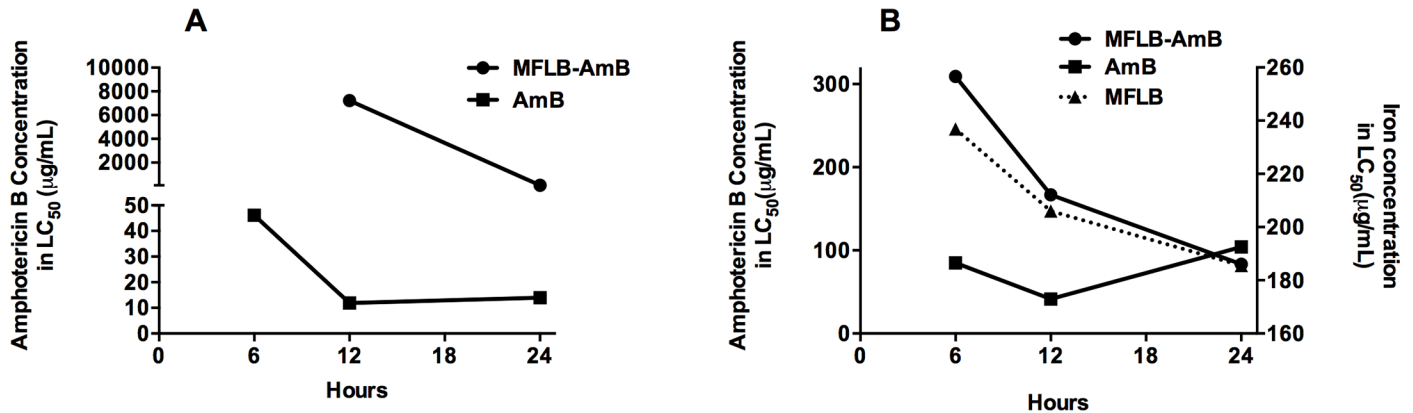 A
Amphotericin B Concentration
in LC50 (μg/mL)
10000
8000
6000
4000
2000
50
40
30
20
10
0
MFLB-AmB
AmB
0 6 12 18 24
Hours
B
Amphotericin B Concentration
in LC50(μg/mL)
300
200
100
0
MFLB-AmB
AmB
MFLB
260
240
220
200
180
160
Iron concentration
in LC50(μg/mL)
0 6 12 18 24
Hours